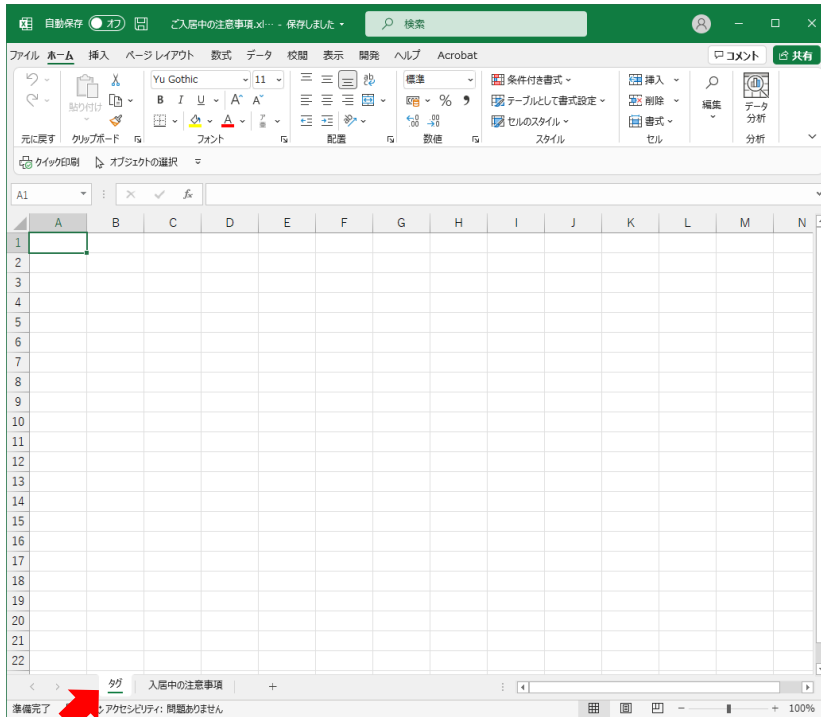 自動保存 オフ ご入居中の注意事項.xl… - 保存しました 検索
ファイル ホーム 挿入 ページ レイアウト 数式 データ 校閲 表示 開発 ヘルプ Acrobat コメント 共有
貼り付け Yu Gothic 11 標準 条件付き書式 挿入
B I U A A % 9 テーブルとして書式設定 削除 編集 データ分析
A セルのスタイル 書式
元に戻す クリップボード フォント 配置 数値 スタイル セル 分析
クイック印刷 オブジェクトの選択
A1 fx
A B C D E F G H I J K L M N
1
2
3
4
5
6
7
8
9
10
11
12
13
14
15
16
17
18
19
20
21
22
タグ 入居中の注意事項 +
準備完了 アクセシビリティ: 問題ありません - + 100%